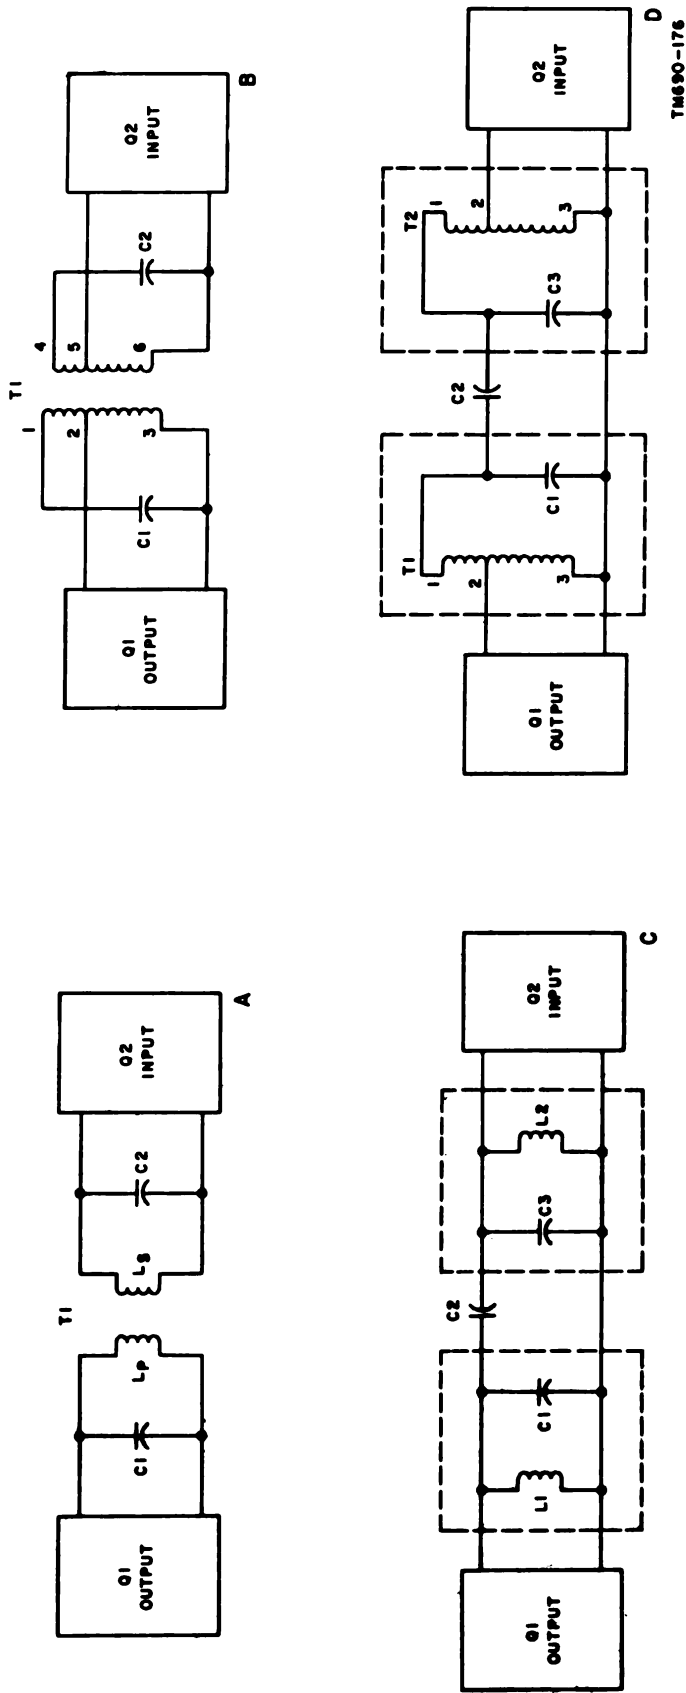 Q1
OUTPUT
C1
LP
T1
LS
C2
Q2
INPUT
A
Q1
OUTPUT
C1
1
2
3
T1
4
5
6
C2
Q2
INPUT
B
Q1
OUTPUT
L1
C1
C2
C3
L2
Q2
INPUT
C
Q1
OUTPUT
T1
1
2
3
C1
C2
C3
T2
1
2
3
Q2
INPUT
D
TM690-176